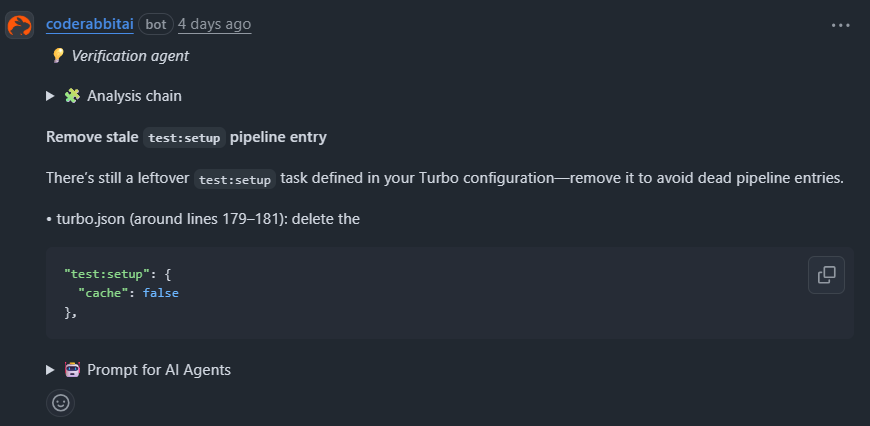 coderabbitai bot 4 days ago
Verification agent
Analysis chain
Remove stale test:setup pipeline entry
There's still a leftover test:setup task defined in your Turbo configuration—remove it to avoid dead pipeline entries.
• turbo.json (around lines 179–181): delete the
"test:setup": {
"cache": false
},
Prompt for AI Agents